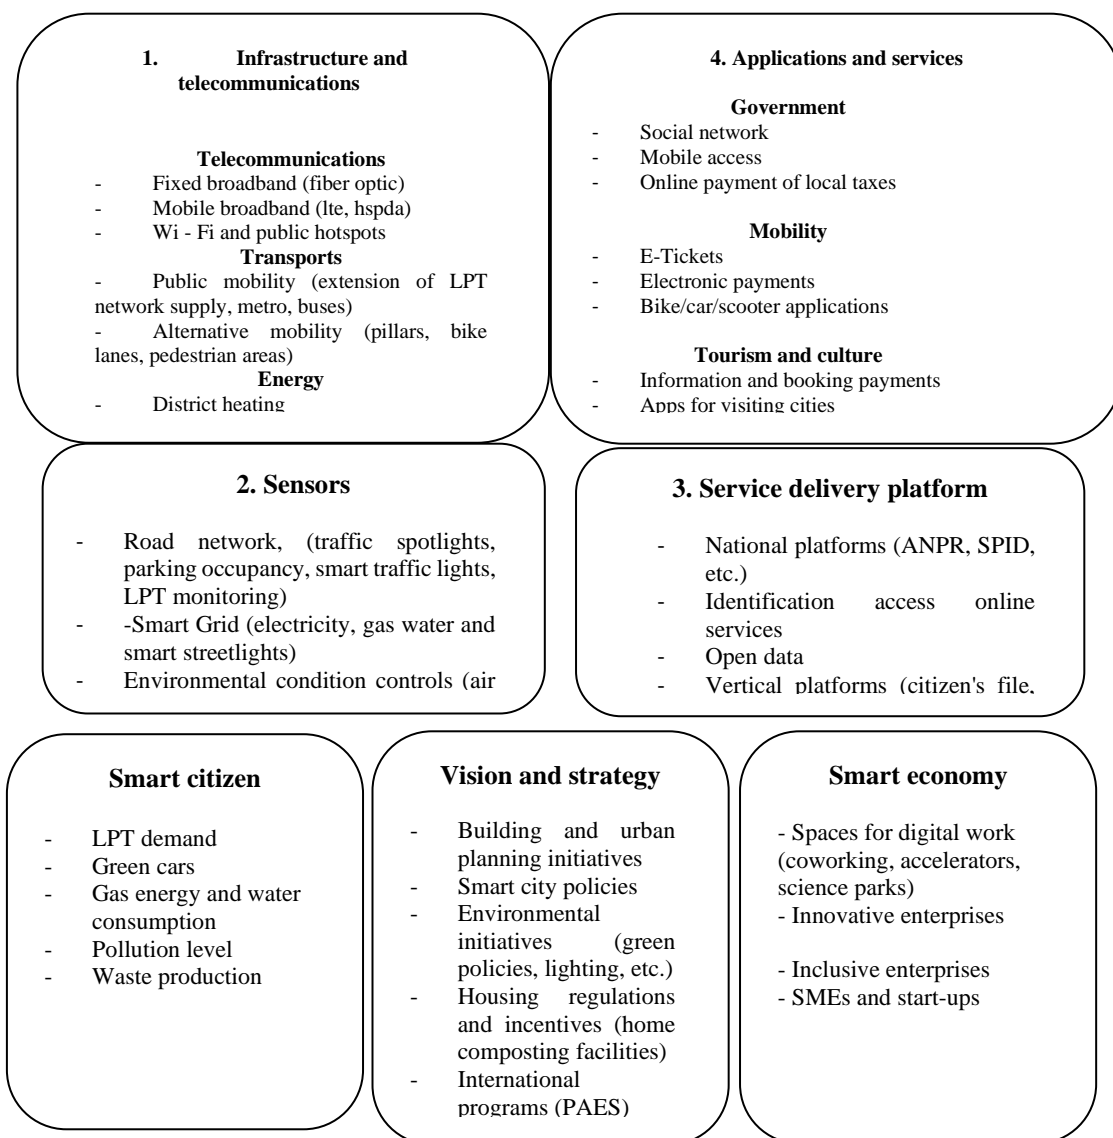 1. Infrastructure and
telecommunications
Telecommunications
- Fixed broadband (fiber optic)
- Mobile broadband (lte, hspda)
- Wi - Fi and public hotspots
Transports
- Public mobility (extension of LPT
network supply, metro, buses)
- Alternative mobility (pillars, bike
lanes, pedestrian areas)
Energy
- District heating
4. Applications and services
Government
- Social network
- Mobile access
- Online payment of local taxes
Mobility
- E-Tickets
- Electronic payments
- Bike/car/scooter applications
Tourism and culture
- Information and booking payments
- Apps for visiting cities
2. Sensors
- Road network, (traffic spotlights,
parking occupancy, smart traffic lights,
LPT monitoring)
- -Smart Grid (electricity, gas water and
smart streetlights)
- Environmental condition controls (air
3. Service delivery platform
- National platforms (ANPR, SPID,
etc.)
- Identification access online
services
- Open data
- Vertical platforms (citizen's file,
Smart citizen
- LPT demand
- Green cars
- Gas energy and water
consumption
- Pollution level
- Waste production
Vision and strategy
- Building and urban
planning initiatives
- Smart city policies
- Environmental
initiatives (green
policies, lighting, etc.)
- Housing regulations
and incentives (home
composting facilities)
- International
programs (PAES)
Smart economy
- Spaces for digital work
(coworking, accelerators,
science parks)
- Innovative enterprises
- Inclusive enterprises
- SMEs and start-ups